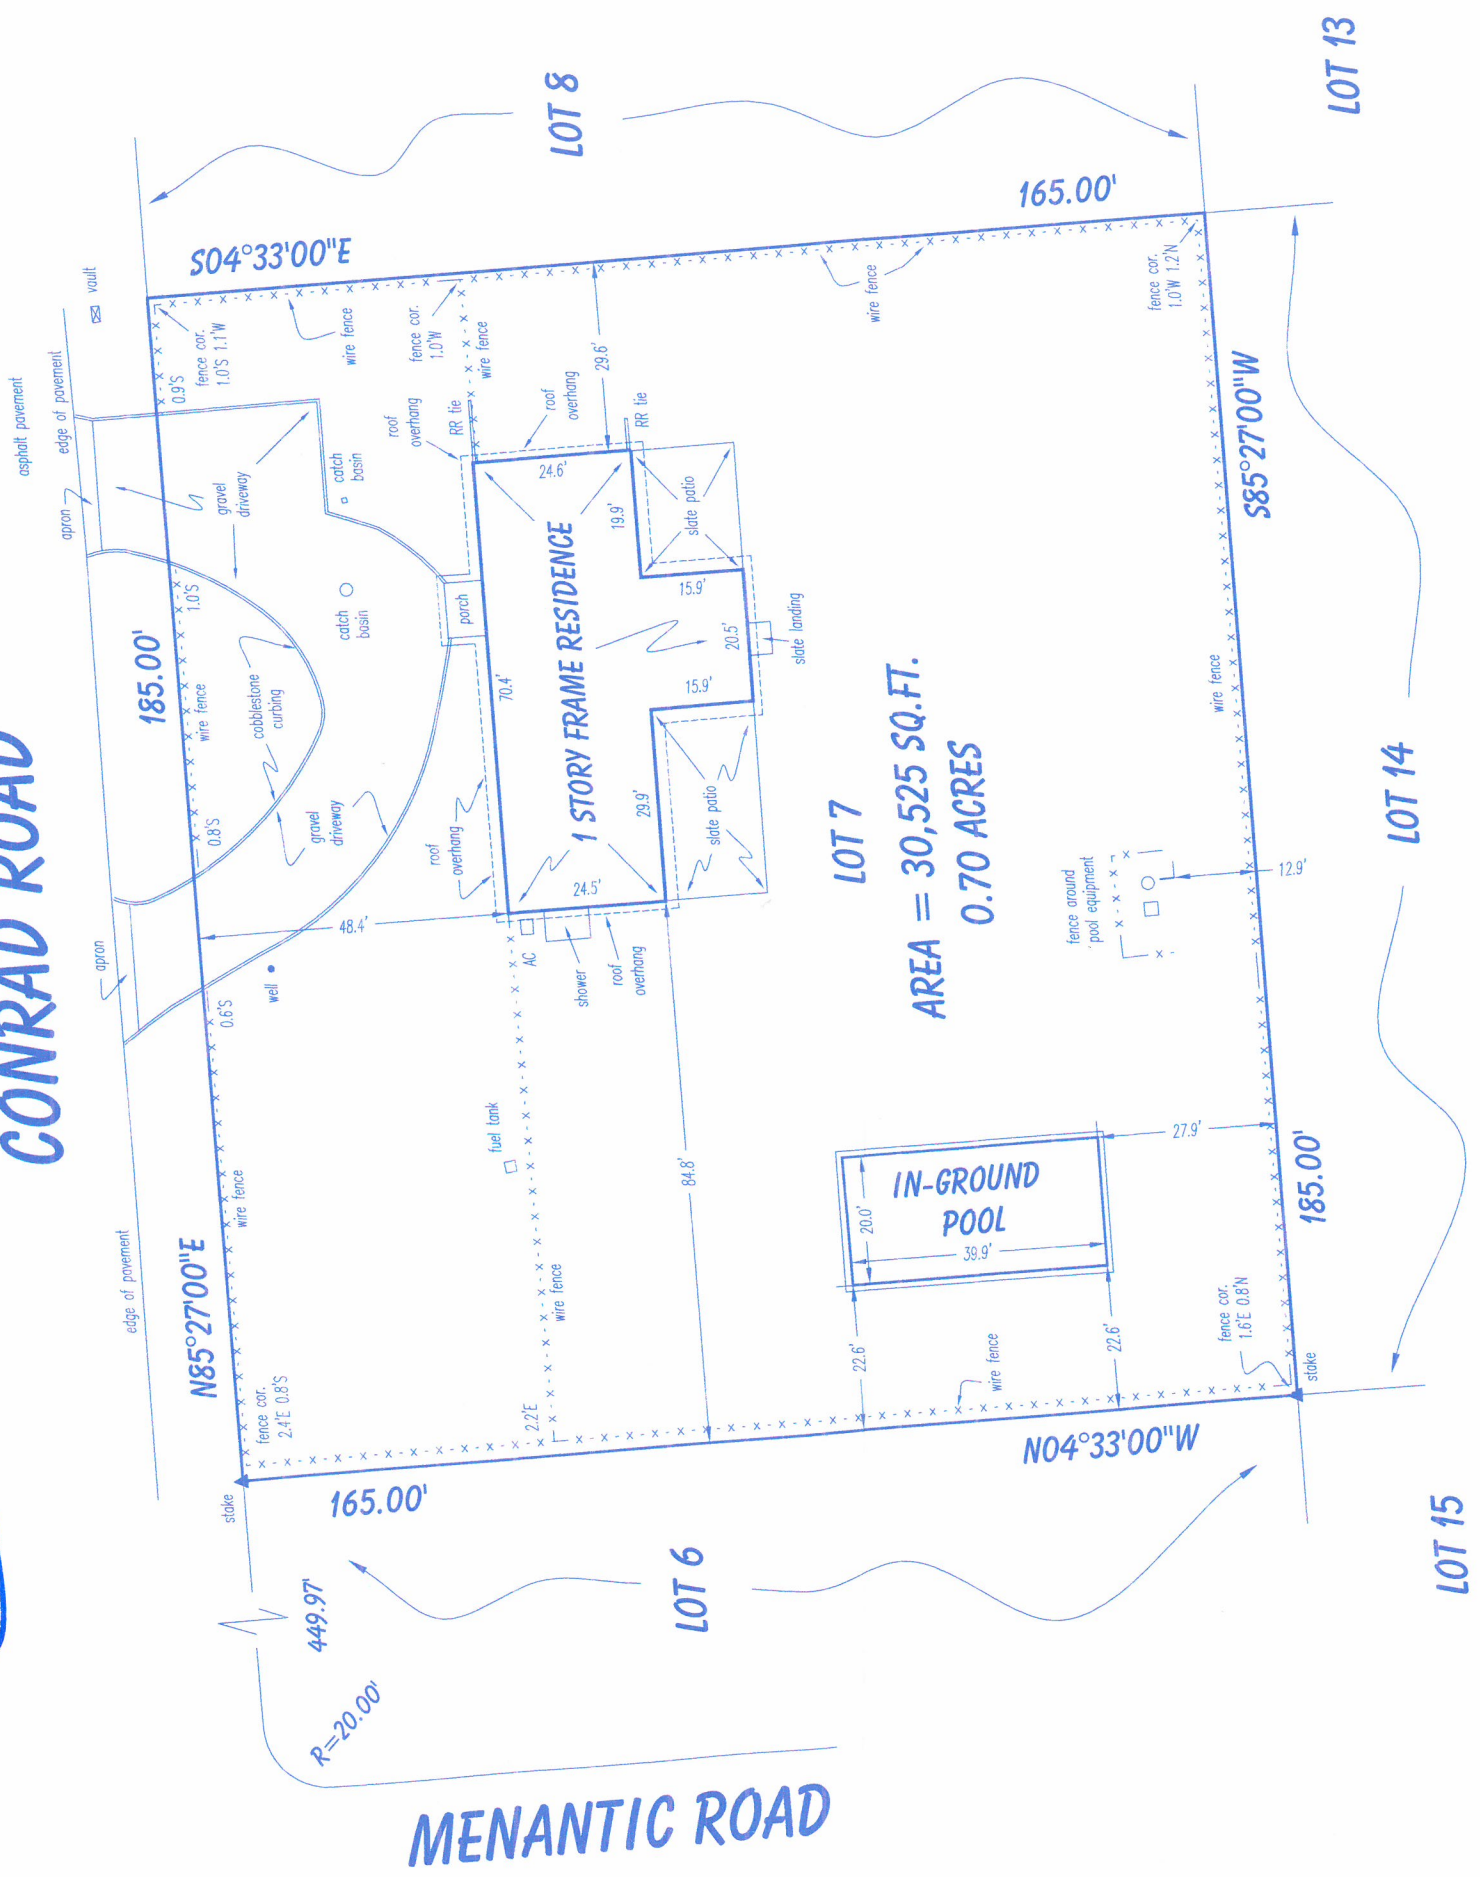 CONRAD ROAD
asphalt pavement
edge of pavement
vault
apron
apron
edge of pavement
N85°27'00"E
185.00'
S04°33'00"E
165.00'
LOT 8
LOT 13
fence cor.
1.0'S 1.1'W
0.9'S
wire fence
fence cor.
1.0'W
wire fence
gravel
driveway
catch
basin
catch
basin
1.0'S
wire fence
cobblestone
curbing
gravel
driveway
0.8'S
0.6'S
well
wire fence
fence cor.
2.4'E 0.8'S
stake
roof
overhang
RR tie
roof
overhang
RR tie
29.6'
24.6'
19.9'
slate patio
15.9'
porch
70.4'
1 STORY FRAME RESIDENCE
20.5'
slate landing
15.9'
29.9'
slate patio
24.5'
roof
overhang
48.4'
AC
shower
roof
overhang
fuel tank
wire fence
2.2'E
84.8'
wire fence
fence cor.
1.0'W 1.2'N
S85°27'00"W
wire fence
LOT 7
AREA = 30,525 SQ.FT.
0.70 ACRES
fence around
pool equipment
12.9'
LOT 14
IN-GROUND
POOL
20.0'
39.9'
27.9'
22.6'
22.6'
wire fence
fence cor.
1.6'E 0.8'N
stake
185.00'
N04°33'00"W
165.00'
LOT 6
LOT 15
449.97'
R=20.00'
MENANTIC ROAD